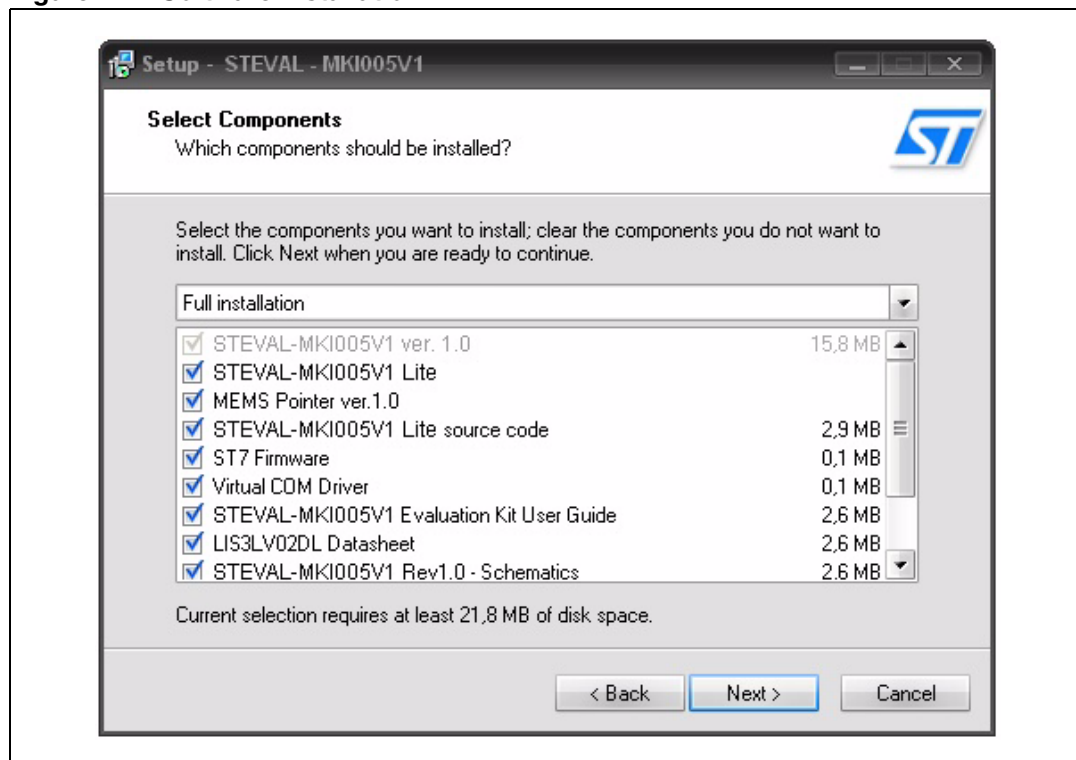 Setup - STEVAL - MKI005V1
Select Components
Which components should be installed?
ST
Select the components you want to install; clear the components you do not want to
install. Click Next when you are ready to continue.
Full installation
STEVAL-MKI005V1 ver. 1.0 15,8 MB
STEVAL-MKI005V1 Lite
MEMS Pointer ver.1.0
STEVAL-MKI005V1 Lite source code 2,9 MB
ST7 Firmware 0,1 MB
Virtual COM Driver 0,1 MB
STEVAL-MKI005V1 Evaluation Kit User Guide 2,6 MB
LIS3LV02DL Datasheet 2,6 MB
STEVAL-MKI005V1 Rev1.0 - Schematics 2,6 MB
Current selection requires at least 21,8 MB of disk space.
< Back Next > Cancel